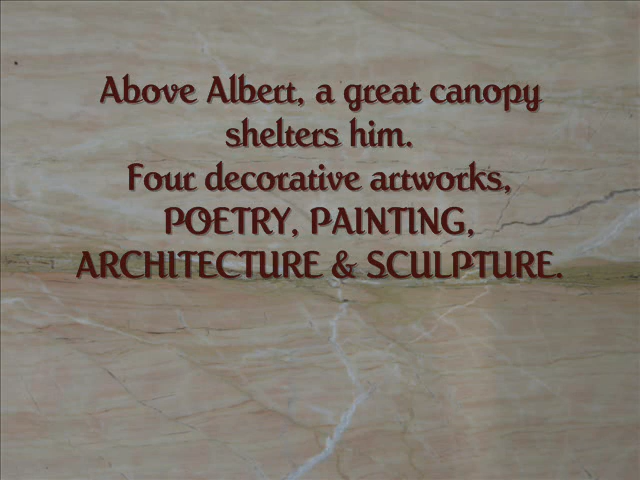 Above Albert, a great canopy
shelters him.
Four decorative artworks,
POETRY, PAINTING,
ARCHITECTURE & SCULPTURE.